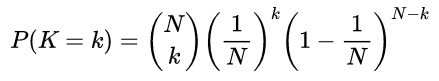 P(K = k) = \binom{N}{k} \left( \frac{1}{N} \right)^k \left( 1 - \frac{1}{N} \right)^{N-k}